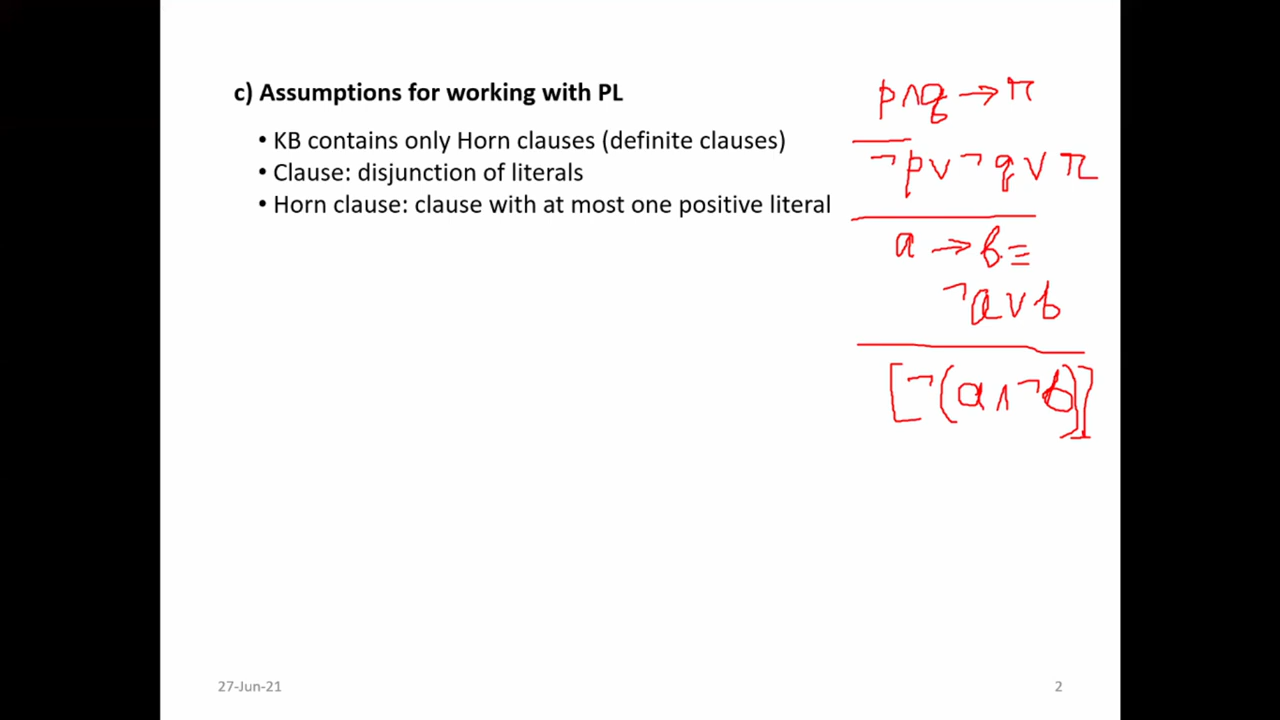 c) Assumptions for working with PL
• KB contains only Horn clauses (definite clauses)
• Clause: disjunction of literals
• Horn clause: clause with at most one positive literal
p∧q → r
¬p∨¬q∨r
a → b ≡
¬a∨b
[¬(a∧¬b)]
27-Jun-21
2